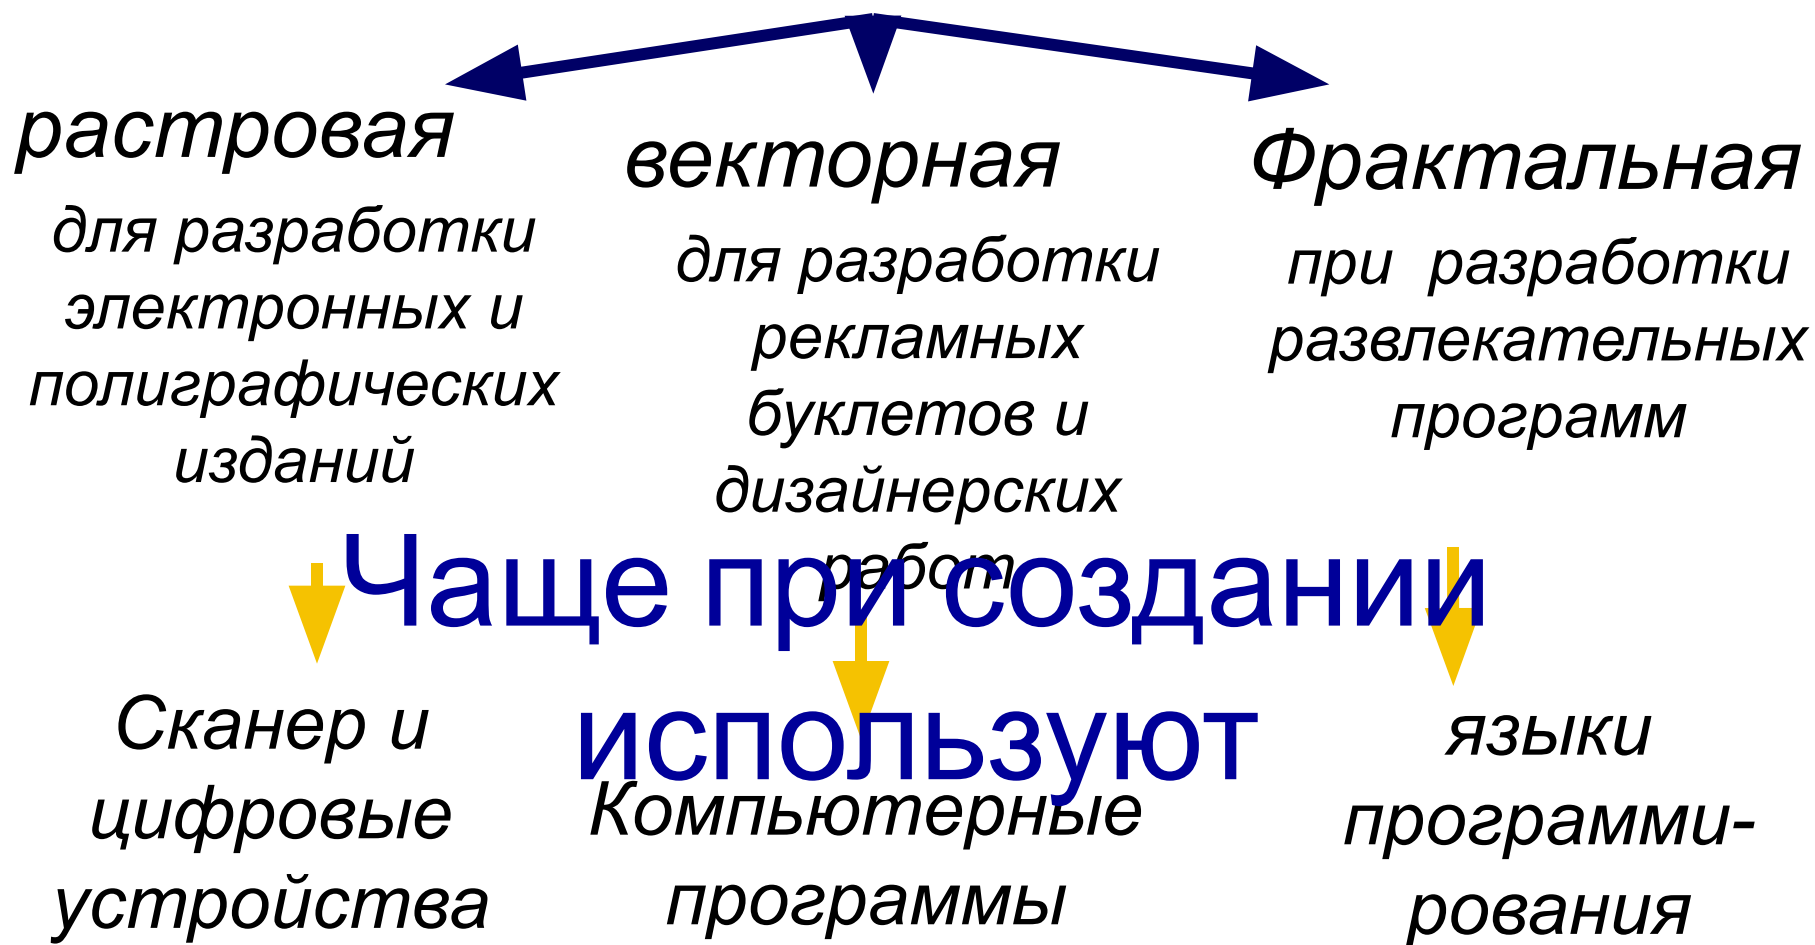 растровая
для разработки
электронных и
полиграфических
изданий
векторная
для разработки
рекламных
буклетов и
дизайнерских
работ
Фрактальная
при разработки
развлекательных
программ
Чаще при создании
используют
Сканер и
цифровые
устройства
Компьютерные
программы
языки
программи-
рования